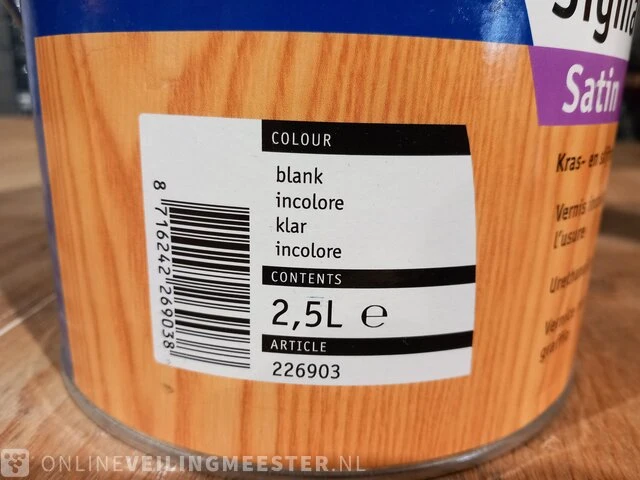 Satin
Kras- en
Vernis
l'usure
COLOUR
blank
incolore
klar
incolore
CONTENTS
2,5L e
ARTICLE
226903
8 716242 269038
ONLINEVEILINGMEESTER.NL